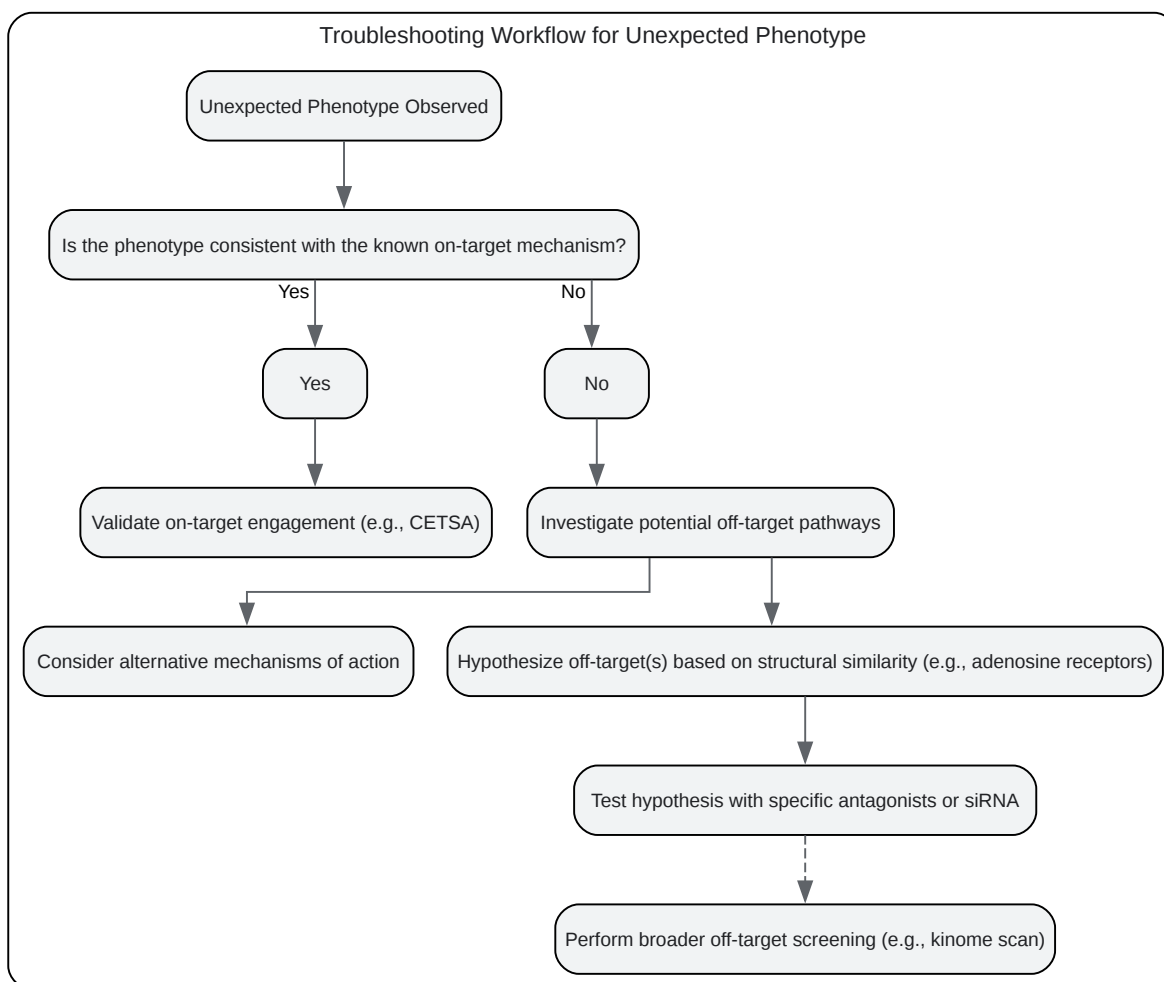 Troubleshooting Workflow for Unexpected Phenotype
Unexpected Phenotype Observed
Is the phenotype consistent with the known on-target mechanism?
Yes
No
Yes
No
Validate on-target engagement (e.g., CETSA)
Investigate potential off-target pathways
Consider alternative mechanisms of action
Hypothesize off-target(s) based on structural similarity (e.g., adenosine receptors)
Test hypothesis with specific antagonists or siRNA
Perform broader off-target screening (e.g., kinome scan)